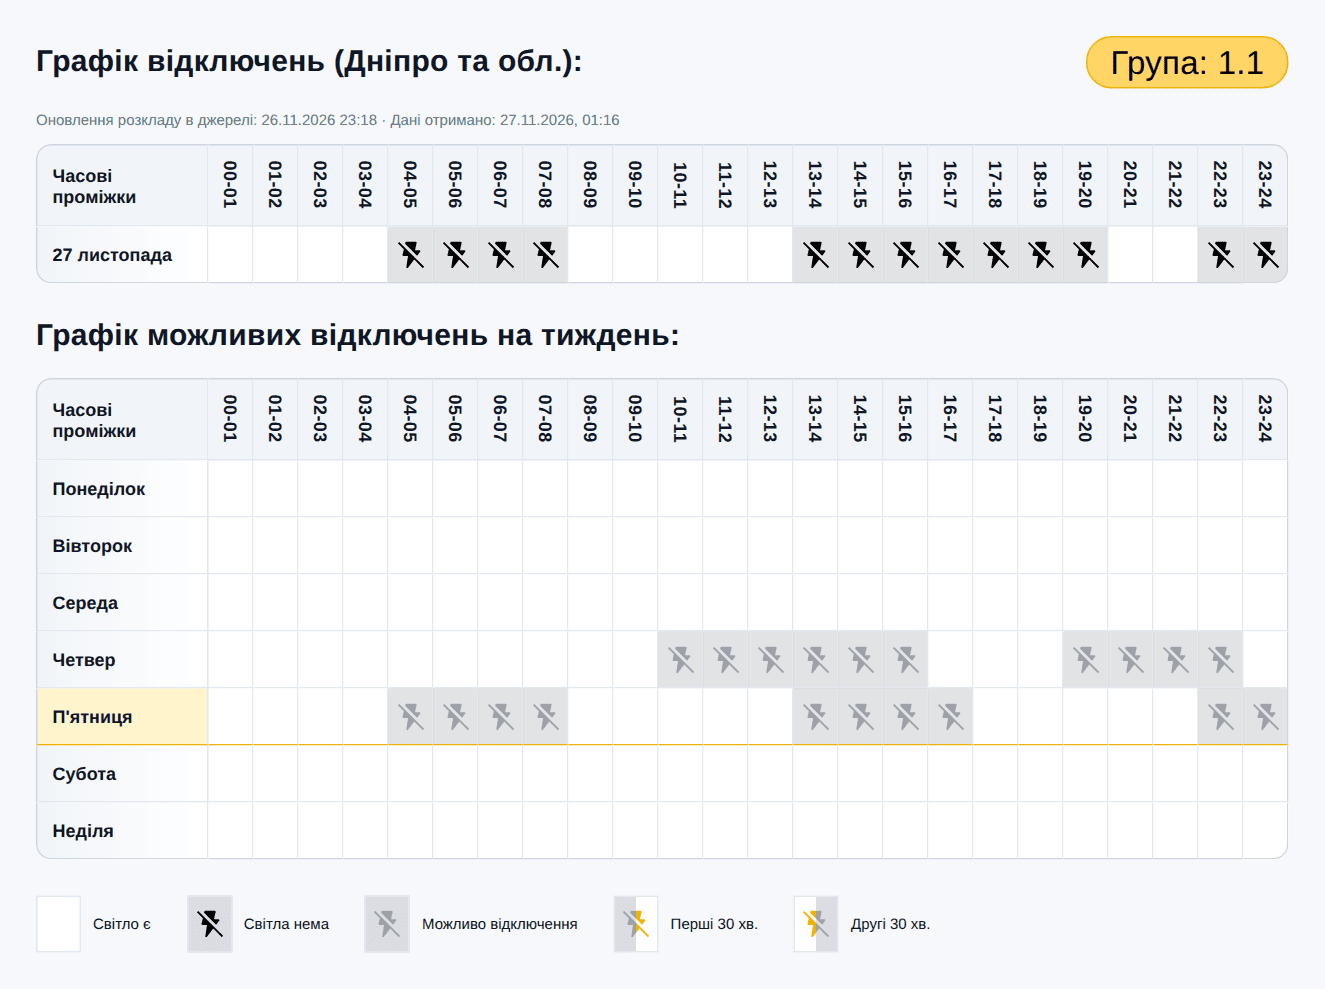 Графік відключень (Дніпро та обл.):
Група: 1.1
Оновлення розкладу в джерелі: 26.11.2026 23:18 · Дані отримано: 27.11.2026, 01:16
Часові проміжки 00-01 01-02 02-03 03-04 04-05 05-06 06-07 07-08 08-09 09-10 10-11 11-12 12-13 13-14 14-15 15-16 16-17 17-18 18-19 19-20 20-21 21-22 22-23 23-24
27 листопада
Графік можливих відключень на тиждень:
Часові проміжки 00-01 01-02 02-03 03-04 04-05 05-06 06-07 07-08 08-09 09-10 10-11 11-12 12-13 13-14 14-15 15-16 16-17 17-18 18-19 19-20 20-21 21-22 22-23 23-24
Понеділок
Вівторок
Середа
Четвер
П'ятниця
Субота
Неділя
Світло є Світла нема Можливо відключення Перші 30 хв. Другі 30 хв.